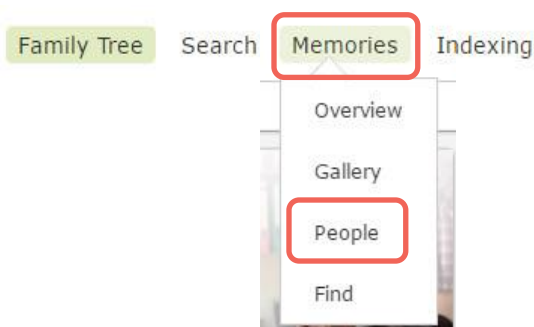 Family Tree Search Memories Indexing
Overview
Gallery
People
Find